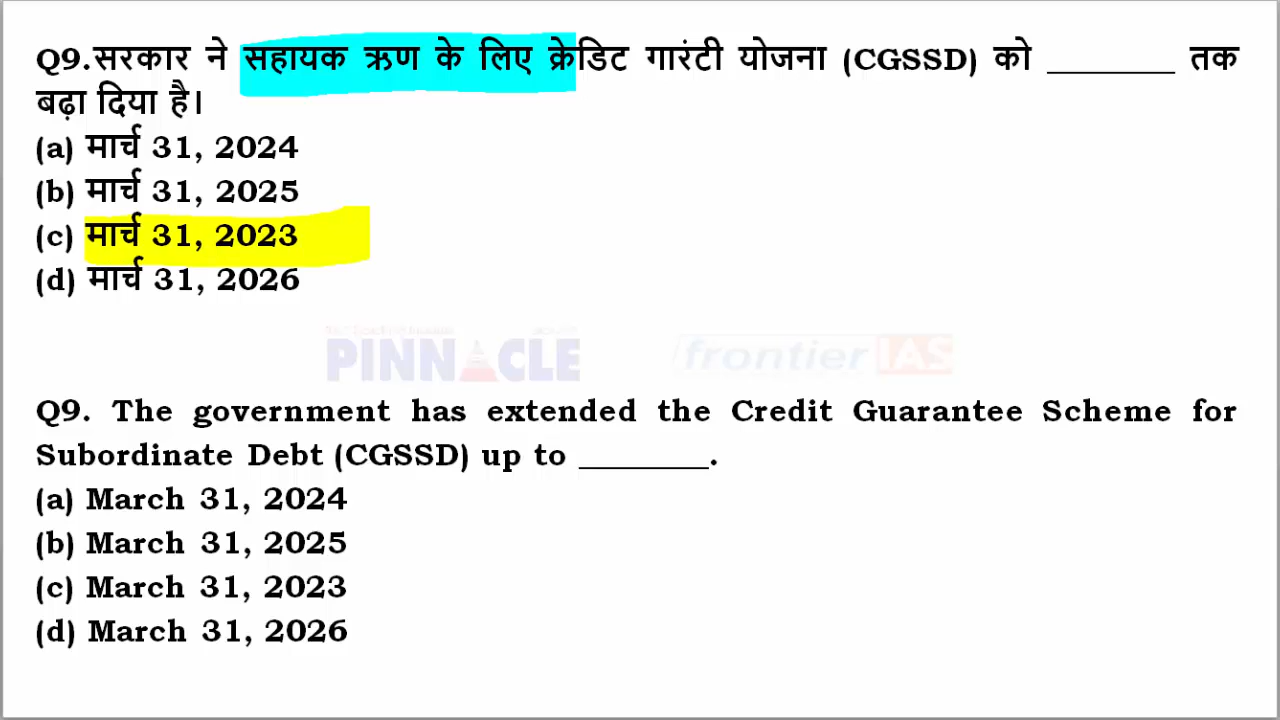 Q9.सरकार ने सहायक ऋण के लिए क्रेडिट गारंटी योजना (CGSSD) को ________ तक
बढ़ा दिया है।
(a) मार्च 31, 2024
(b) मार्च 31, 2025
(c) मार्च 31, 2023
(d) मार्च 31, 2026
PINNACLE frontier IAS
Q9. The government has extended the Credit Guarantee Scheme for
Subordinate Debt (CGSSD) up to ________.
(a) March 31, 2024
(b) March 31, 2025
(c) March 31, 2023
(d) March 31, 2026